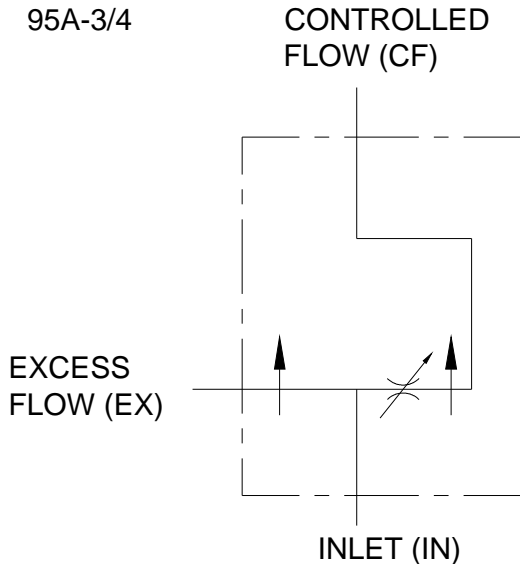 95A-3/4
CONTROLLED
FLOW (CF)
EXCESS
FLOW (EX)
INLET (IN)